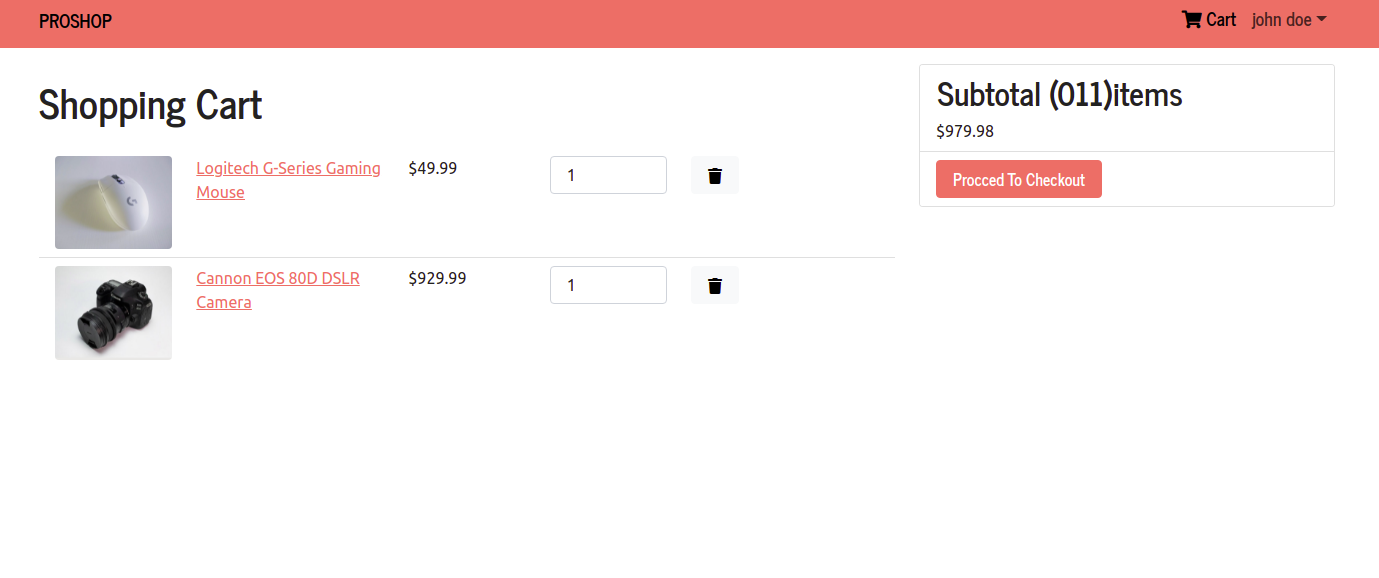 PROSHOP
Cart john doe
Shopping Cart
Logitech G-Series Gaming
Mouse
$49.99
1
Cannon EOS 80D DSLR
Camera
$929.99
1
Subtotal (011)items
$979.98
Procced To Checkout